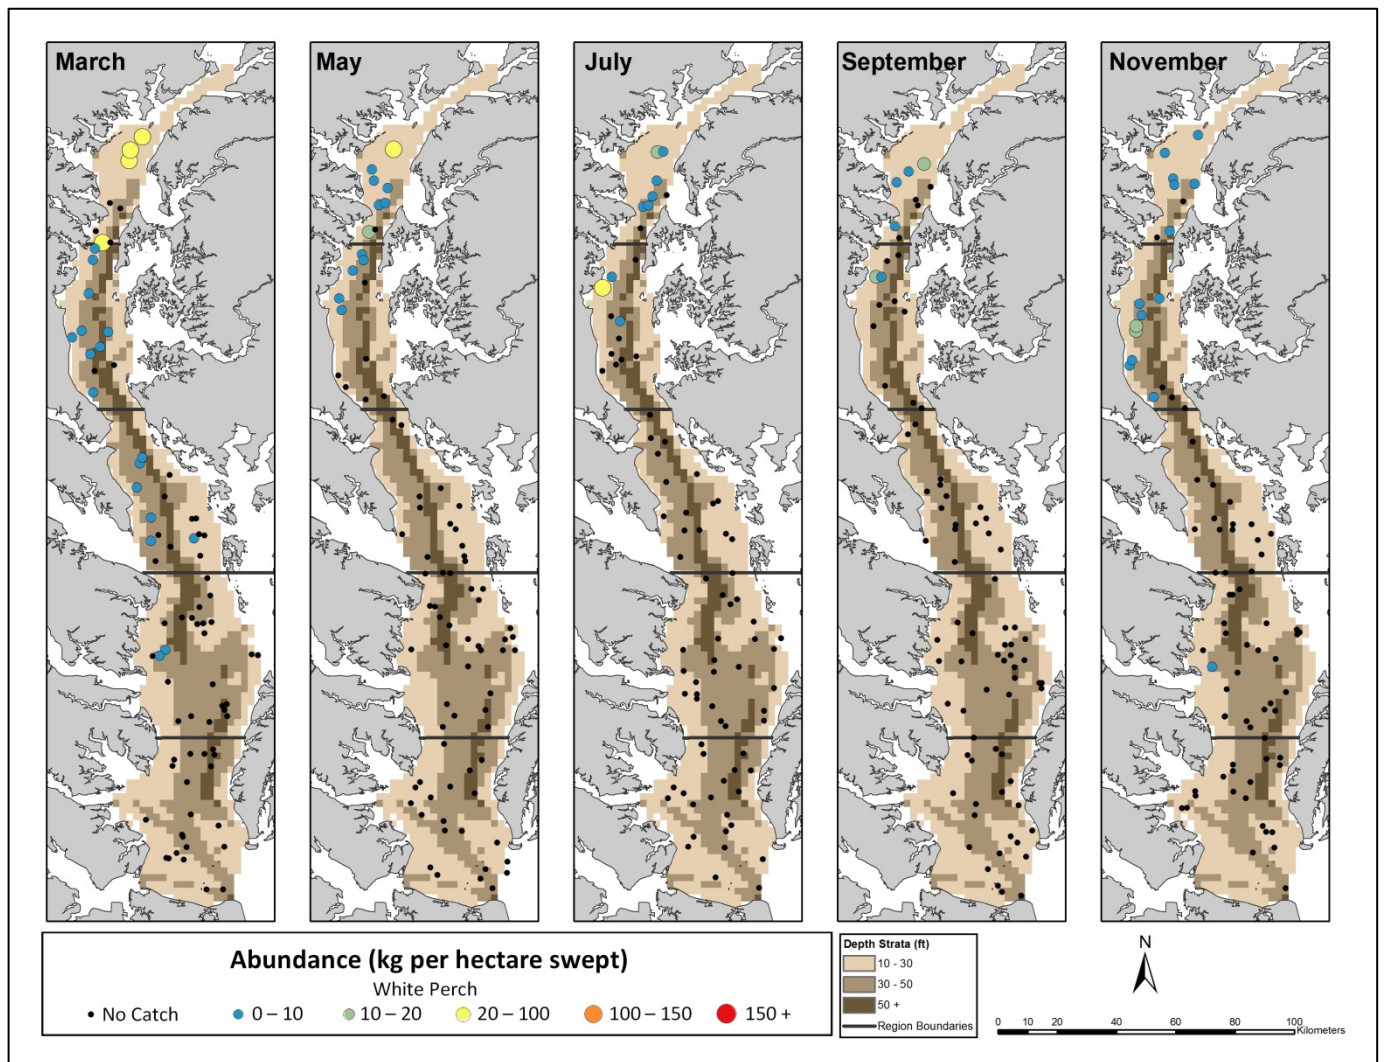 March
May
July
September
November
Abundance (kg per hectare swept)
White Perch
No Catch
0 – 10
10 – 20
20 – 100
100 – 150
150 +
Depth Strata (ft)
10 - 30
30 - 50
50 +
Region Boundaries
N
0 10 20 40 60 80 100
Kilometers